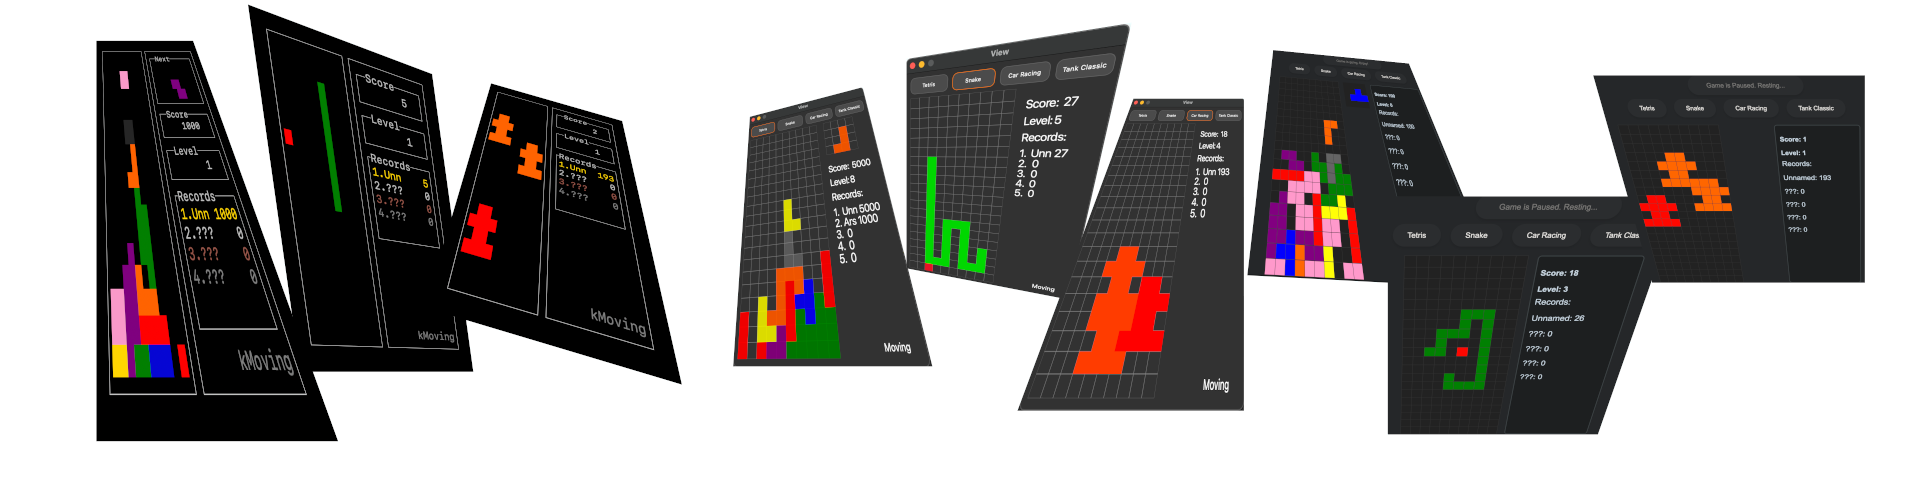 Next
Score
1000
Level
1
Records
1.Unn 1000
2.??? 0
3.??? 0
4.??? 0
kMoving
Score
5
Level
1
Records
1.Unn 5
2.??? 0
3.??? 0
4.??? 0
kMoving
Score
2
Level
1
Records
1.Unn 193
2.??? 0
3.??? 0
4.??? 0
kMoving
View
Tetris Snake Car Racing Tank Classic
Score: 5000
Level: 8
Records:
1. Unn 5000
2. Ars 1000
3. 0
4. 0
5. 0
Moving
View
Tetris Snake Car Racing Tank Classic
Score: 27
Level: 5
Records:
1. Unn 27
2. 0
3. 0
4. 0
5. 0
Moving
View
Tetris Snake Car Racing Tank Classic
Score: 18
Level: 4
Records:
1. Unn 193
2. 0
3. 0
4. 0
5. 0
Moving
Tetris Snake Car Racing Tank Classic
Level: 6
Records:
???: 0
???: 0
???: 0
???: 0
Game is Paused. Resting...
Tetris Snake Car Racing Tank Clas
Score: 18
Level: 3
Records:
Unnamed: 26
???: 0
???: 0
???: 0
???: 0
Game is Paused. Resting...
Tetris Snake Car Racing Tank Classic
Score: 1
Level: 1
Records:
Unnamed: 193
???: 0
???: 0
???: 0
???: 0